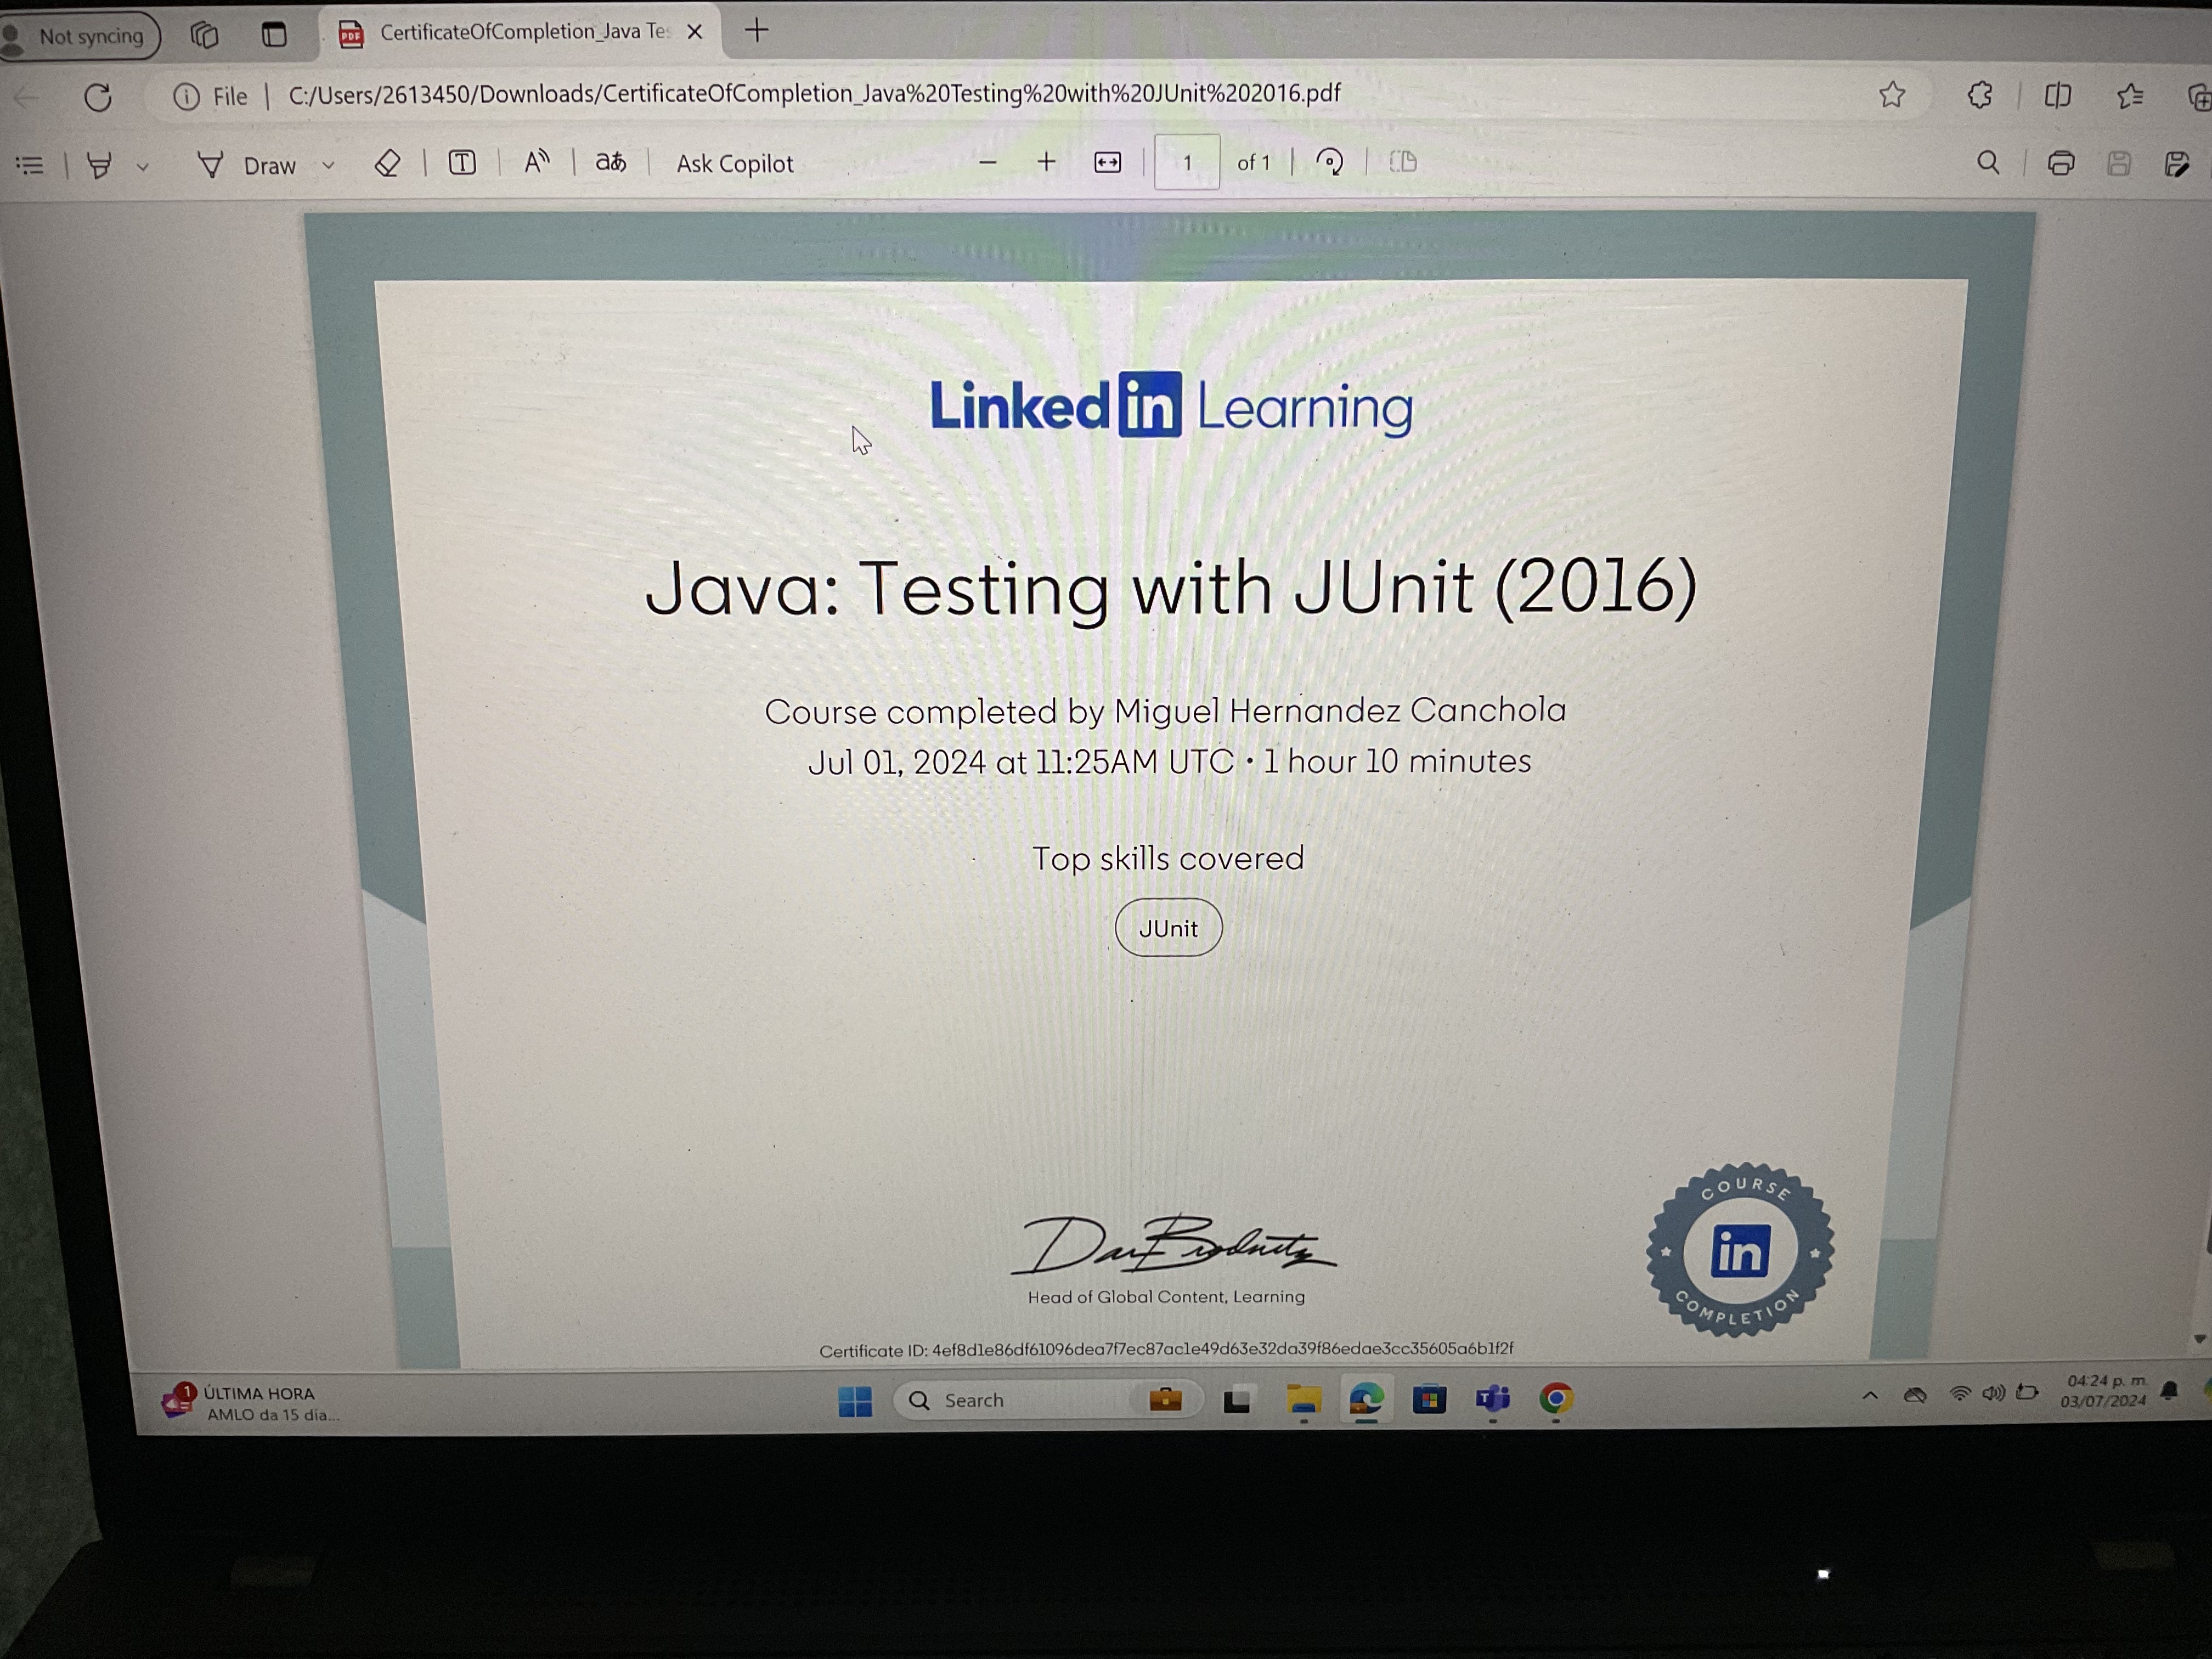 Not syncing
CertificateOfCompletion_Java Te
File | C:/Users/2613450/Downloads/CertificateOfCompletion_Java%20Testing%20with%20JUnit%202016.pdf
Draw
Ask Copilot
1 of 1
LinkedIn Learning
Java: Testing with JUnit (2016)
Course completed by Miguel Hernandez Canchola
Jul 01, 2024 at 11:25AM UTC • 1 hour 10 minutes
Top skills covered
JUnit
Head of Global Content, Learning
COURSE
in
COMPLETION
Certificate ID: 4ef8d1e86df61096dea7f7ec87ac1e49d63e32da39f86edae3cc35605a6b1f2f
1
ÚLTIMA HORA
AMLO da 15 día...
Search
04:24 p. m.
03/07/2024